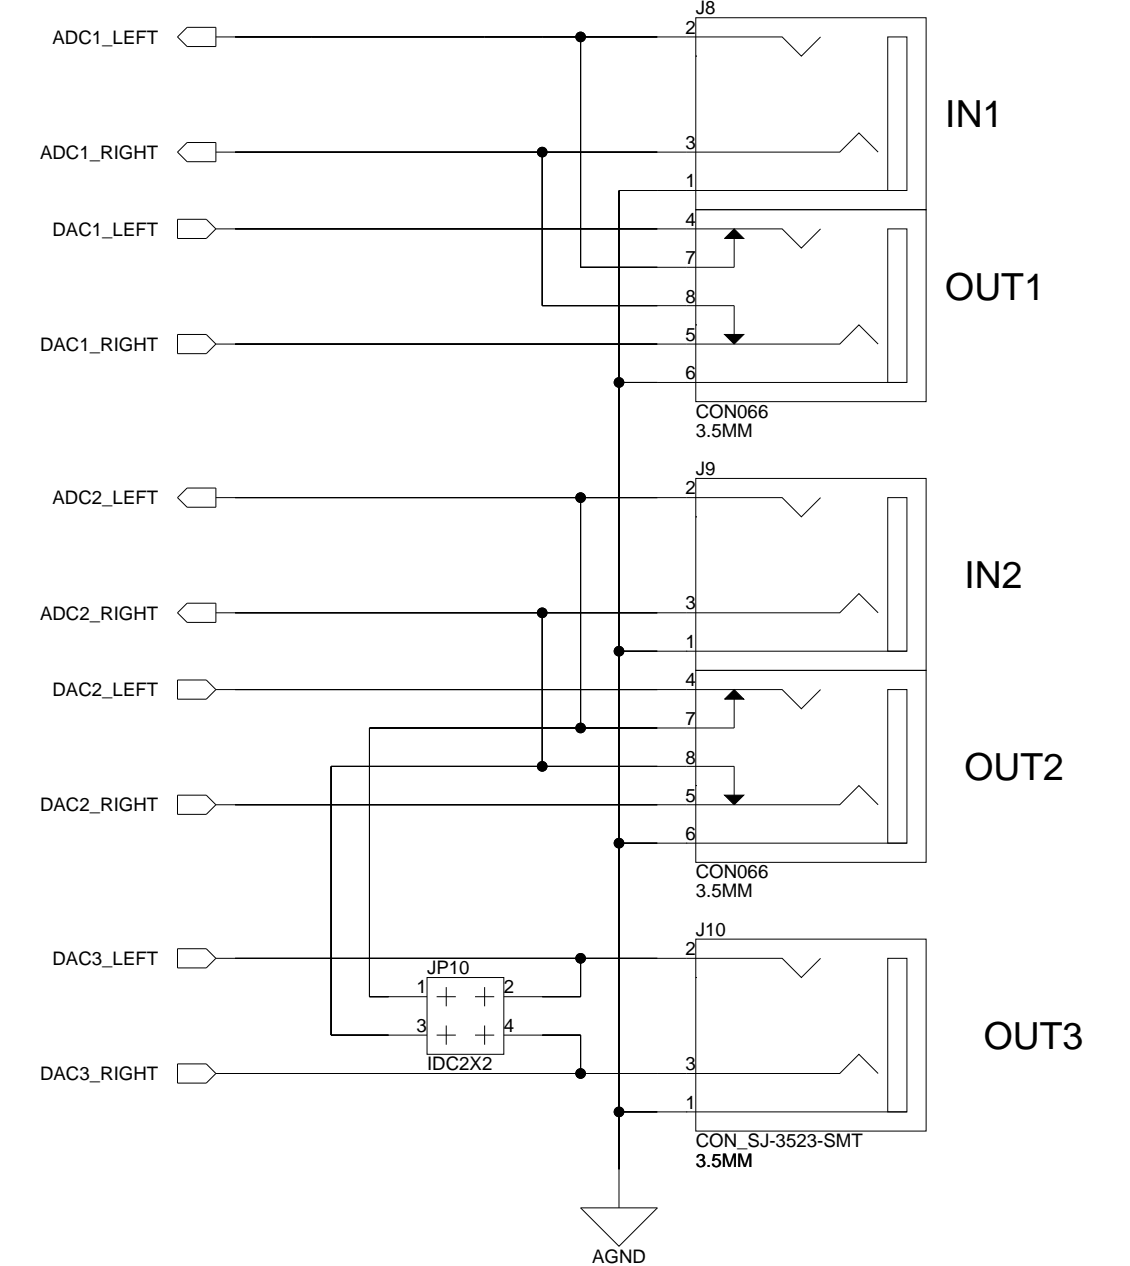 J8
ADC1_LEFT
2
IN1
ADC1_RIGHT
3
1
DAC1_LEFT
4
7
OUT1
8
DAC1_RIGHT
5
6
CON066
3.5MM
J9
ADC2_LEFT
2
IN2
ADC2_RIGHT
3
1
DAC2_LEFT
4
7
OUT2
8
DAC2_RIGHT
5
6
CON066
3.5MM
J10
DAC3_LEFT
2
JP10
1
2
3
4
IDC2X2
OUT3
DAC3_RIGHT
3
1
CON_SJ-3523-SMT
3.5MM
AGND